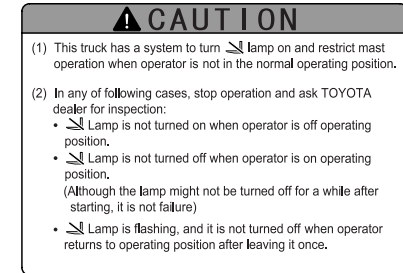 CAUTION
(1) This truck has a system to turn lamp on and restrict mast
operation when operator is not in the normal operating position.
(2) In any of following cases, stop operation and ask TOYOTA
dealer for inspection:
• Lamp is not turned on when operator is off operating
position.
• Lamp is not turned off when operator is on operating
position.
(Although the lamp might not be turned off for a while after
starting, it is not failure)
• Lamp is flashing, and it is not turned off when operator
returns to operating position after leaving it once.